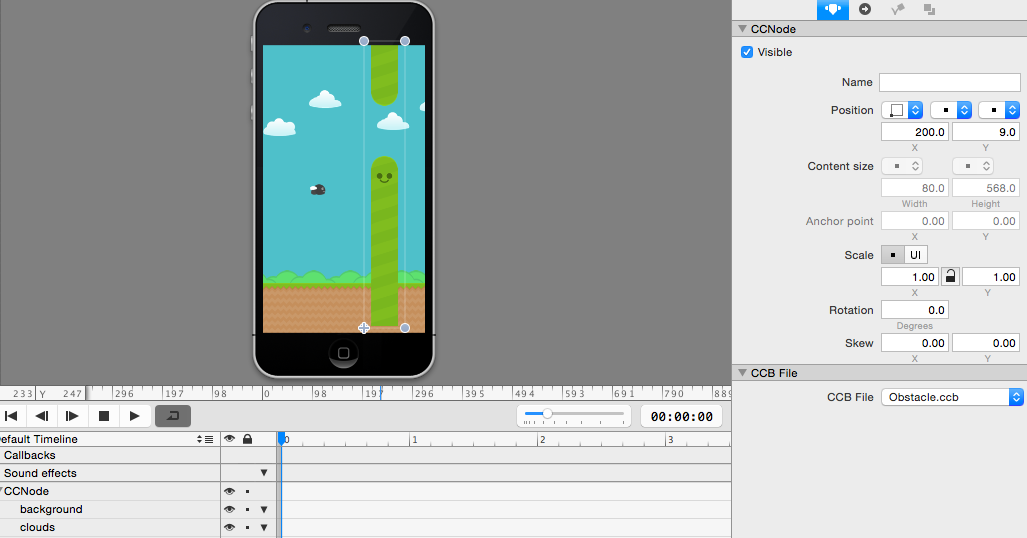 CCNode
Visible
Name
Position
200.0 9.0
X Y
Content size
80.0 568.0
Width Height
Anchor point 0.00 0.00
X Y
Scale UI
1.00 1.00
X Y
Rotation 0.0
Degrees
Skew 0.00 0.00
X Y
CCB File
CCB File Obstacle.ccb
233 Y 247 296 197 98 0 98 197 296 395 494 593 691 790 889
00:00:00
efault Timeline 0 1 2 3
Callbacks
Sound effects
CCNode
background
clouds